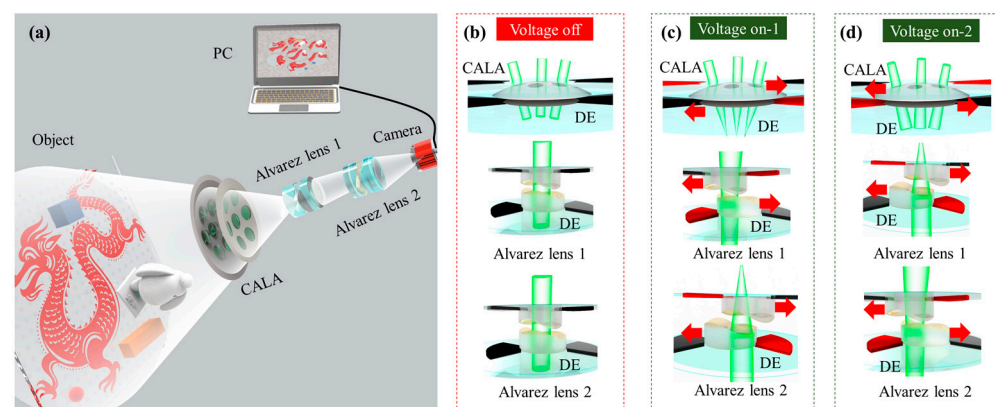 (a)
PC
Object
Alvarez lens 1
Camera
Alvarez lens 2
CALA
(b)
Voltage off
CALA
DE
DE
Alvarez lens 1
DE
Alvarez lens 2
(c)
Voltage on-1
CALA
DE
DE
Alvarez lens 1
DE
Alvarez lens 2
(d)
Voltage on-2
CALA
DE
DE
Alvarez lens 1
DE
Alvarez lens 2